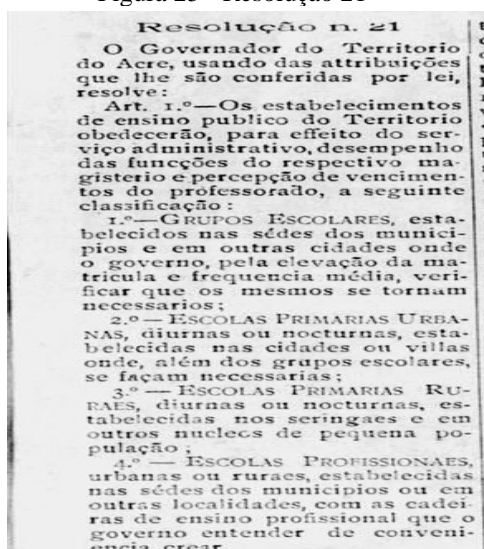 Resolução n. 21
O Governador do Territorio
do Acre, usando das attribuições
que lhe são conferidas por lei,
resolve:
Art. 1.º—Os estabelecimentos
de ensino publico do Territorio
obedecerão, para effeito do ser-
viço administrativo, desempenho
das funcções do respectivo ma-
gisterio e percepção de vencimen-
tos do professorado, a seguinte
classificação:
1.º—GRUPOS ESCOLARES, esta-
belecidos nas sédes dos munici-
pios e em outras cidades onde
o governo, pela elevação da ma-
tricula e frequencia média, veri-
ficar que os mesmos se tornam
necessarios;
2.º — ESCOLAS PRIMARIAS URBA-
NAS, diurnas ou nocturnas, esta-
belecidas nas cidades ou villas
onde, além dos grupos escolares,
se façam necessarias;
3.º — ESCOLAS PRIMARIAS RU-
RAES, diurnas ou nocturnas, es-
tabelecidas nos seringaes e em
outros nucleos de pequena po-
pulação;
4.º — ESCOLAS PROFISSIONAES,
urbanas ou ruraes, estabelecidas
nas sédes dos municipios ou em
outras localidades, com as cadei-
ras de ensino profissional que o
governo entender de conveni-
encia crear